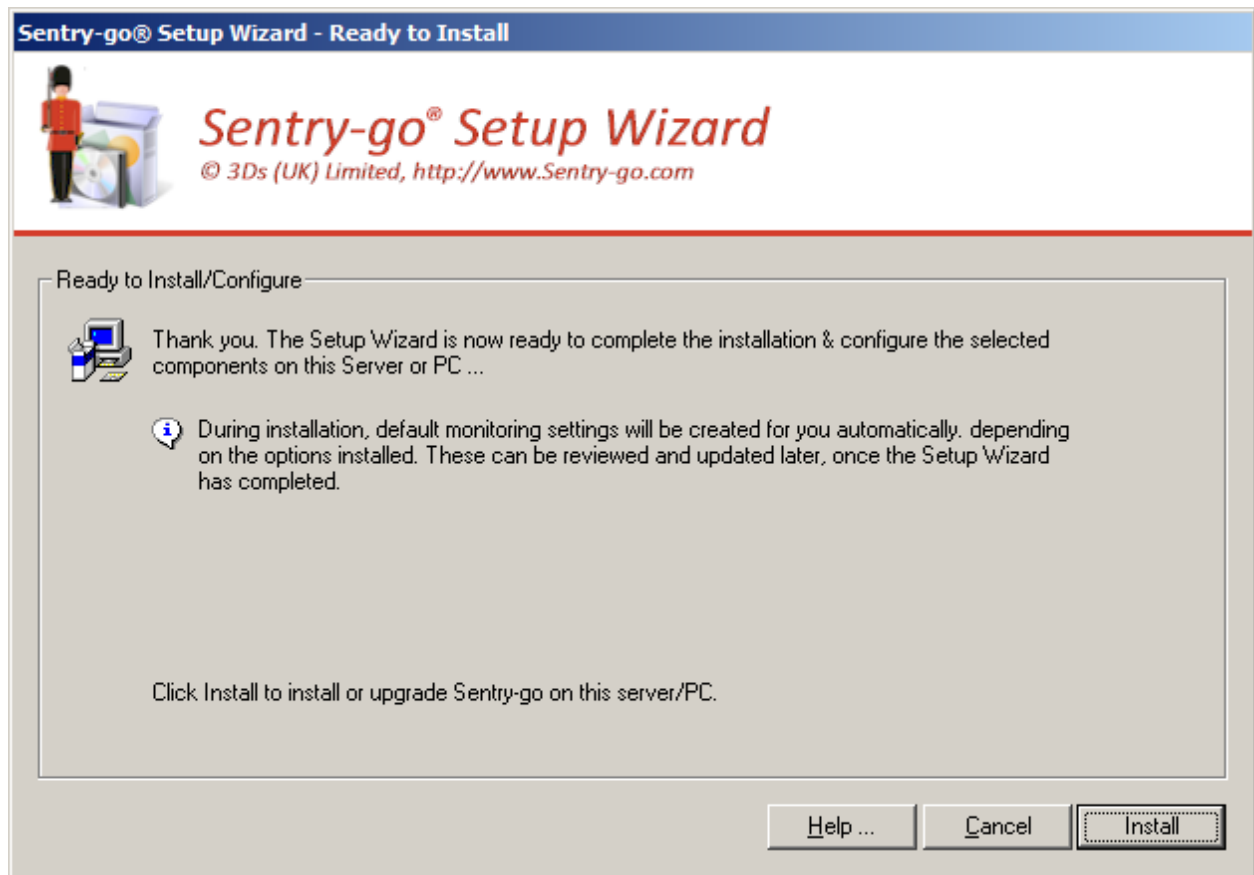 Sentry-go® Setup Wizard - Ready to Install
Sentry-go® Setup Wizard
© 3Ds (UK) Limited, http://www.Sentry-go.com
Ready to Install/Configure
Thank you. The Setup Wizard is now ready to complete the installation & configure the selected
components on this Server or PC ...
During installation, default monitoring settings will be created for you automatically. depending
on the options installed. These can be reviewed and updated later, once the Setup Wizard
has completed.
Click Install to install or upgrade Sentry-go on this server/PC.
Help ... Cancel Install